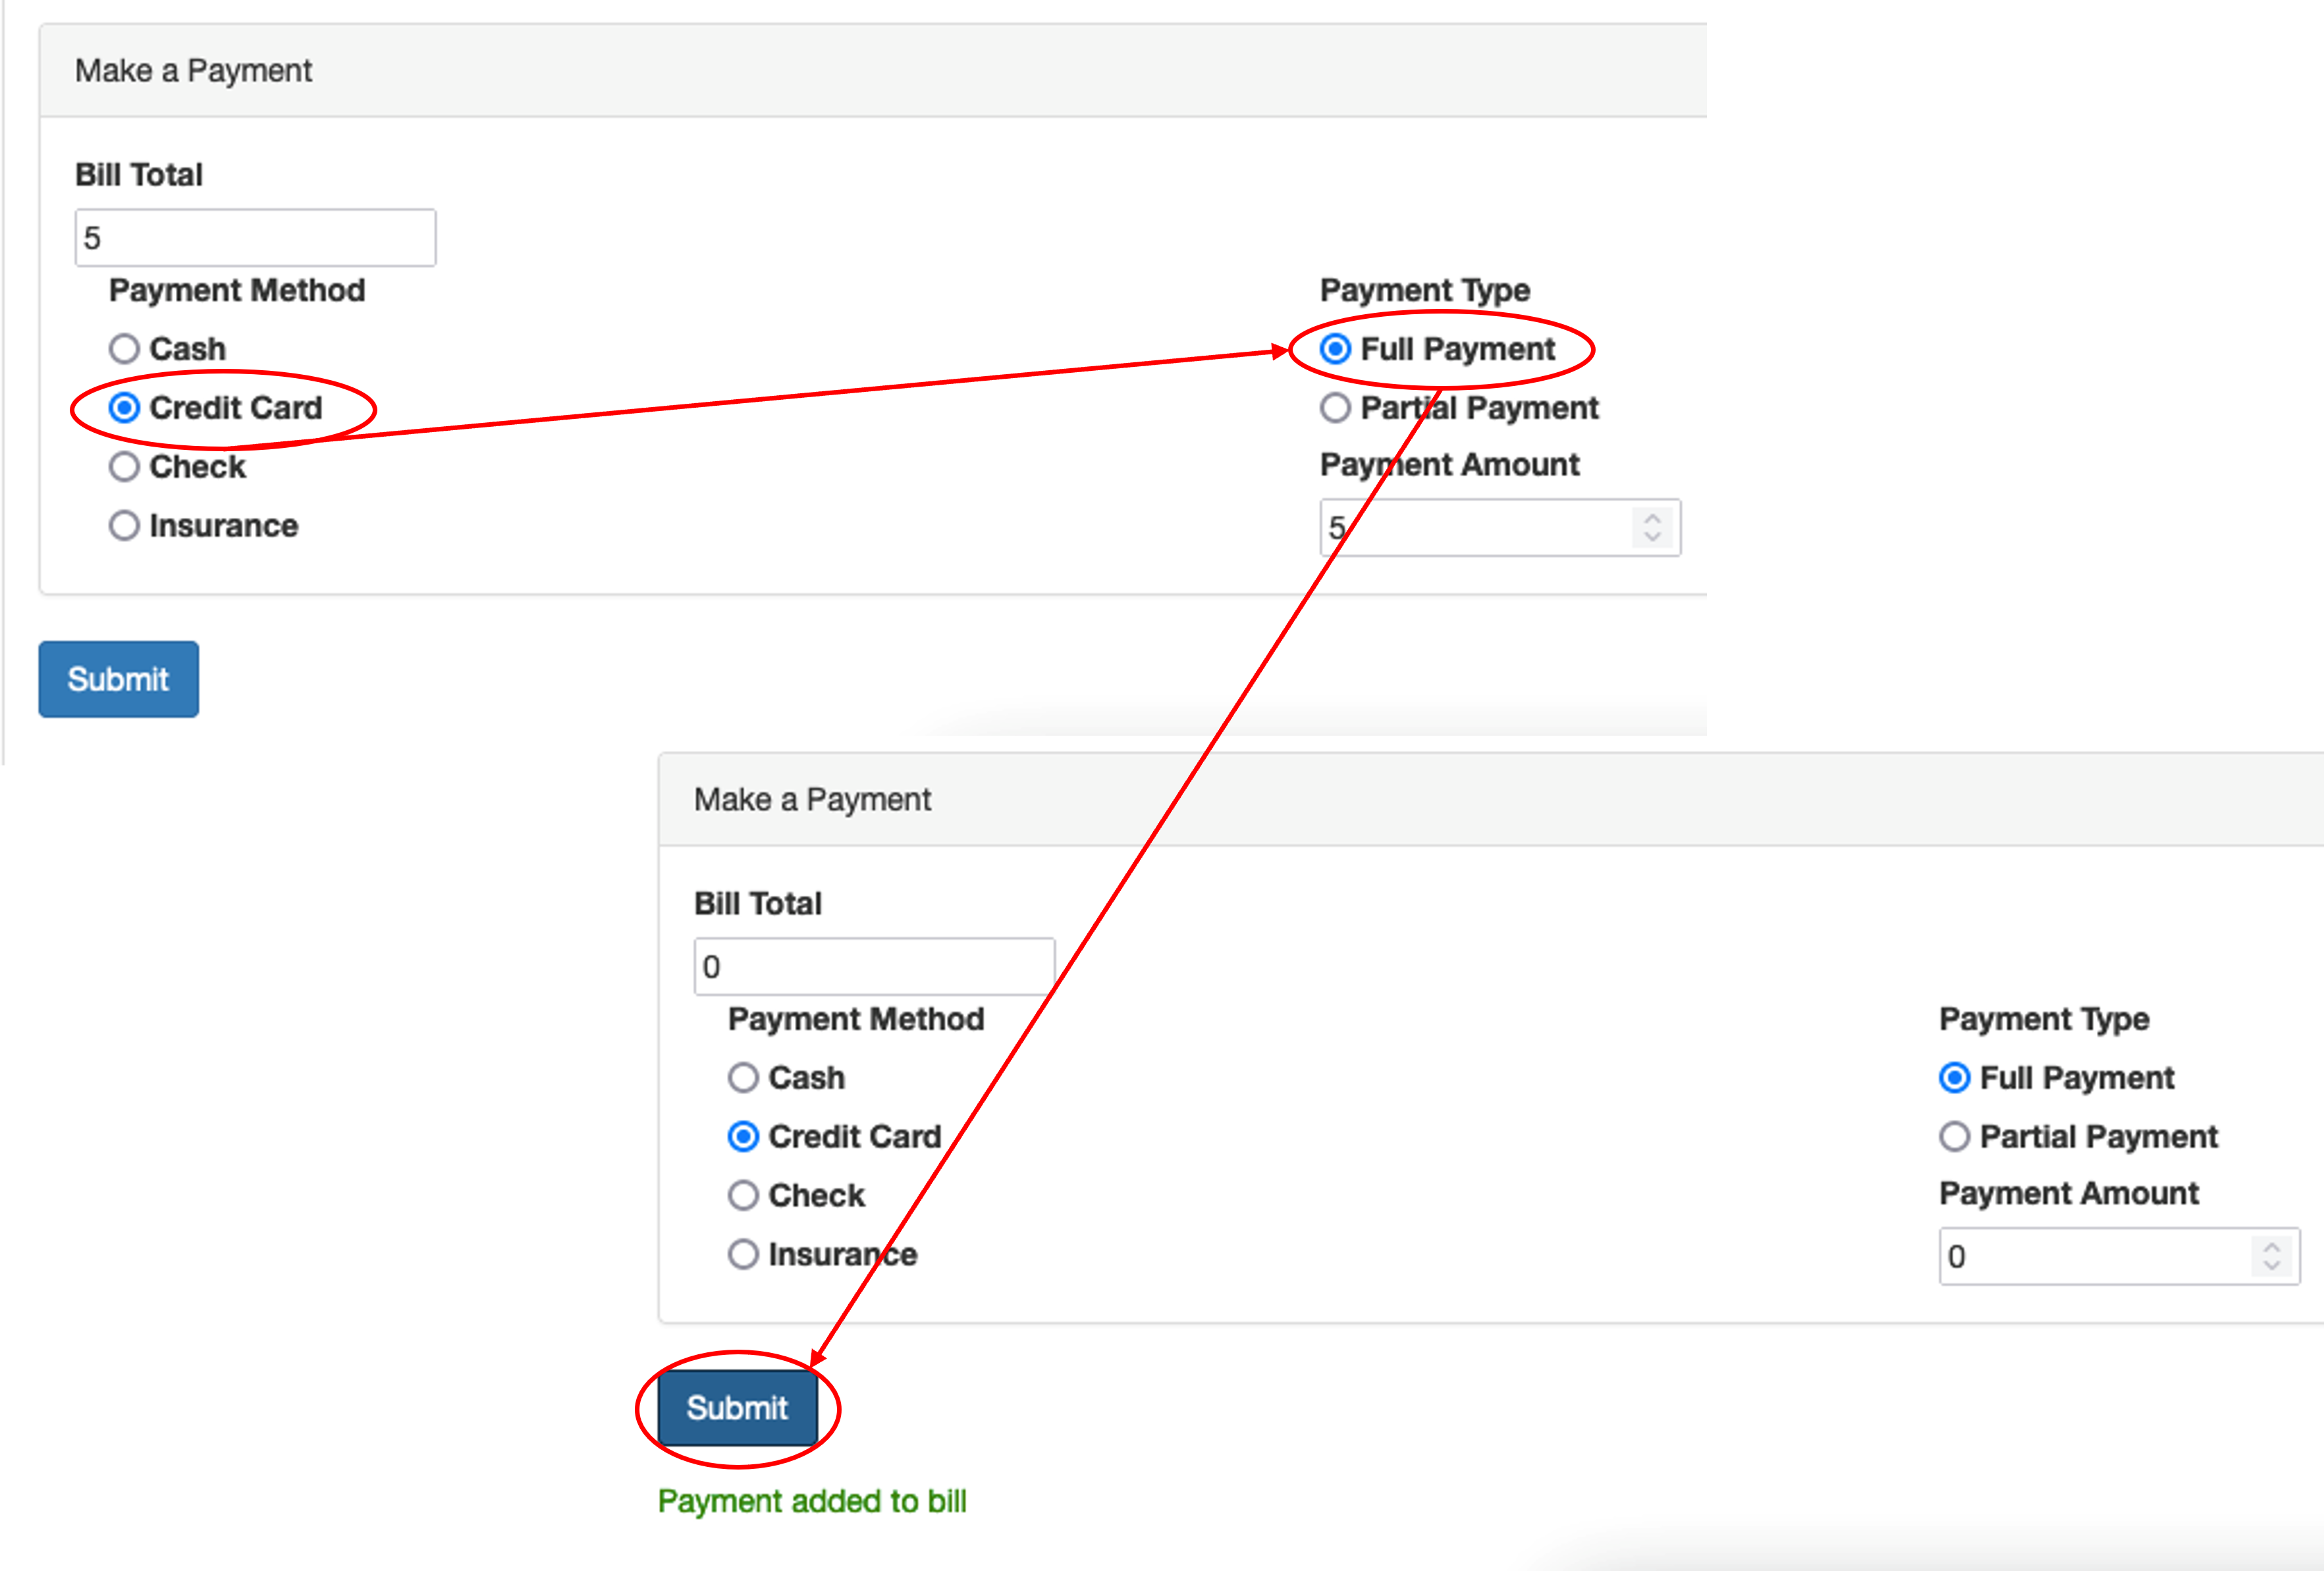 Make a Payment
Bill Total
5
Payment Method
Payment Type
Cash
Full Payment
Credit Card
Partial Payment
Check
Payment Amount
Insurance
5
Submit
Make a Payment
Bill Total
0
Payment Method
Payment Type
Cash
Full Payment
Credit Card
Partial Payment
Check
Payment Amount
Insurance
0
Submit
Payment added to bill